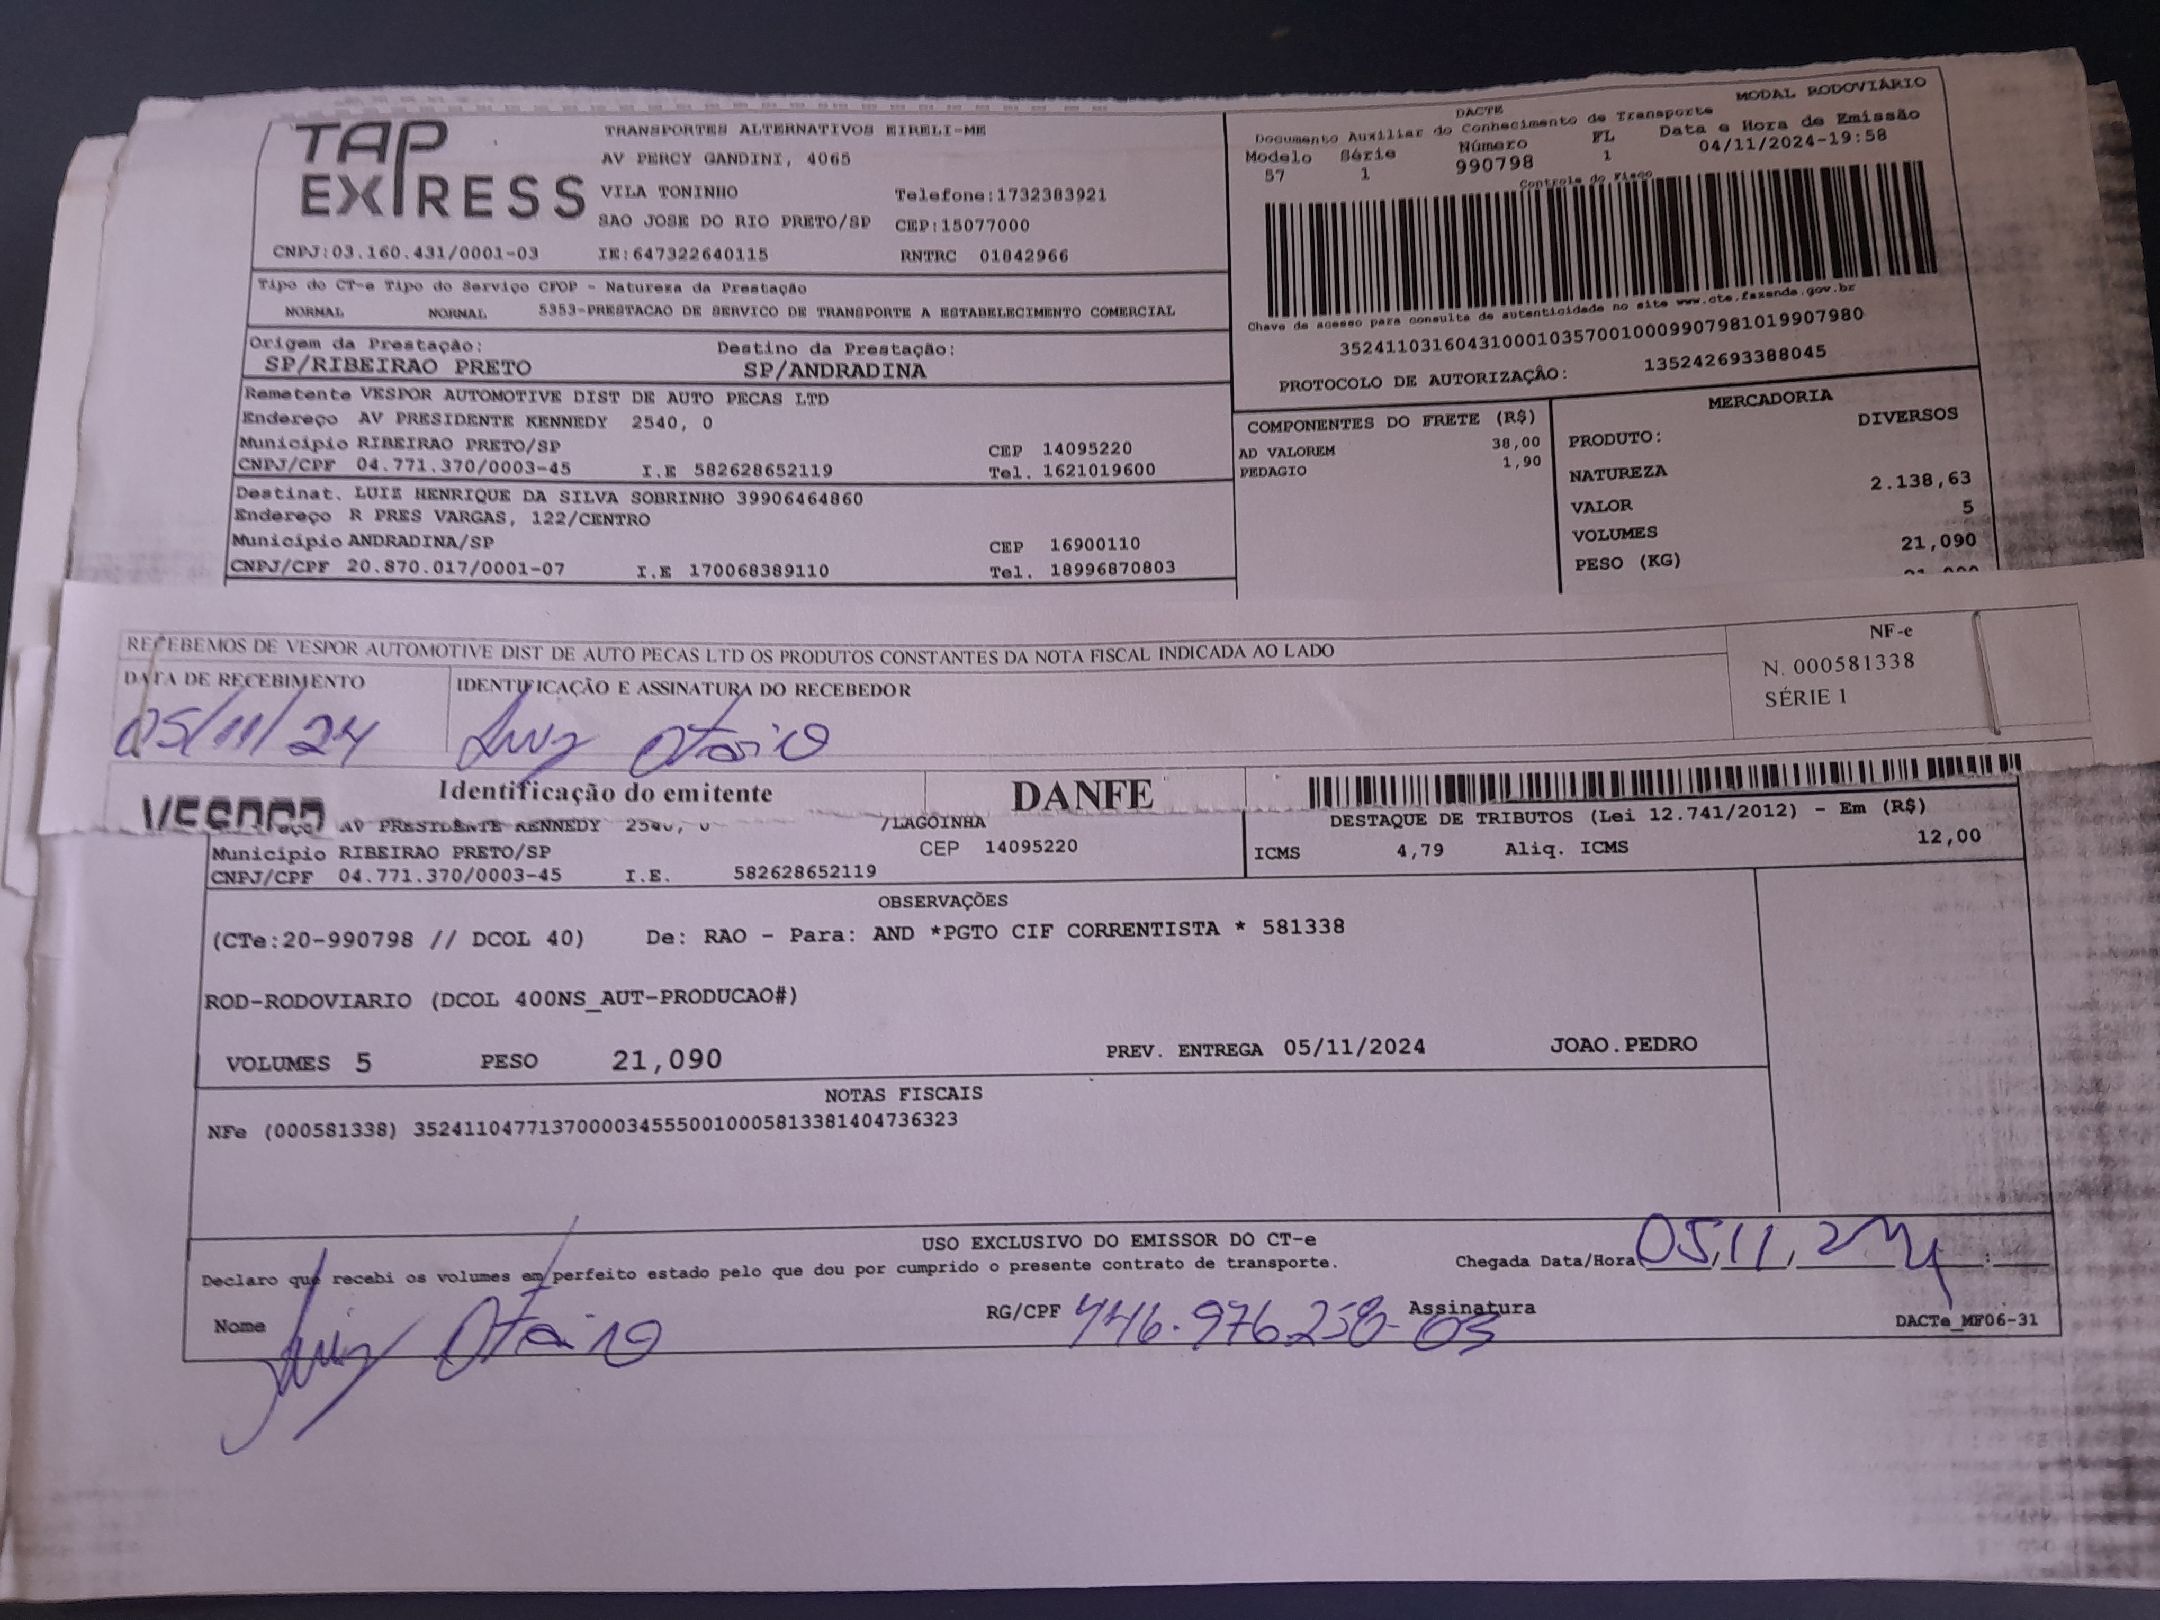 TAP EXPRESS
TRANSPORTES ALTERNATIVOS EIRELI-ME
AV PERCY GANDINI, 4065
VILA TONINHO Telefone:1732383921
SAO JOSE DO RIO PRETO/SP CEP:15077000
CNPJ:03.160.431/0001-03 IE:647322640115 RNTRC 01842966
DACTE MODAL RODOVIÁRIO
Documento Auxiliar do Conhecimento de Transporte
Modelo Série Número FL Data e Hora de Emissão
57 1 990798 1 04/11/2024-19:58
Controle do Fisco
Chave de acesso para consulta de autenticidade no site www.cte.fazenda.gov.br
35241103160431000103570010009907981019907980
PROTOCOLO DE AUTORIZAÇÂO: 135242693388045
Tipo do CT-e Tipo do Serviço CFOP - Natureza da Prestação
NORMAL NORMAL 5353-PRESTACAO DE SERVICO DE TRANSPORTE A ESTABELECIMENTO COMERCIAL
Origem da Prestação: Destino da Prestação:
SP/RIBEIRAO PRETO SP/ANDRADINA
Remetente VESPOR AUTOMOTIVE DIST DE AUTO PECAS LTD
Endereço AV PRESIDENTE KENNEDY 2540, 0
Município RIBEIRAO PRETO/SP CEP 14095220
CNPJ/CPF 04.771.370/0003-45 I.E 582628652119 Tel. 1621019600
Destinat. LUIZ HENRIQUE DA SILVA SOBRINHO 39906464860
Endereço R PRES VARGAS, 122/CENTRO
Município ANDRADINA/SP CEP 16900110
CNPJ/CPF 20.870.017/0001-07 I.E 170068389110 Tel. 18996870803
COMPONENTES DO FRETE (R$)
AD VALOREM 38,00
PEDAGIO 1,90
MERCADORIA
PRODUTO: DIVERSOS
NATUREZA
VALOR 2.138,63
VOLUMES 5
PESO (KG) 21,090
RECEBEMOS DE VESPOR AUTOMOTIVE DIST DE AUTO PECAS LTD OS PRODUTOS CONSTANTES DA NOTA FISCAL INDICADA AO LADO
DATA DE RECEBIMENTO IDENTIFICAÇÃO E ASSINATURA DO RECEBEDOR
05/11/24 Luiz Otavio
NF-e
N. 000581338
SÉRIE 1
Identificação do emitente DANFE
AV PRESIDENTE KENNEDY 2540, 0 /LAGOINHA
Município RIBEIRAO PRETO/SP CEP 14095220
CNPJ/CPF 04.771.370/0003-45 I.E. 582628652119
DESTAQUE DE TRIBUTOS (Lei 12.741/2012) - Em (R$)
ICMS 4,79 Aliq. ICMS 12,00
OBSERVAÇÕES
(CTe:20-990798 // DCOL 40) De: RAO - Para: AND *PGTO CIF CORRENTISTA * 581338
ROD-RODOVIARIO (DCOL 400NS_AUT-PRODUCAO#)
VOLUMES 5 PESO 21,090 PREV. ENTREGA 05/11/2024 JOAO.PEDRO
NOTAS FISCAIS
NFe (000581338) 35241104771370000345550010005813381404736323
USO EXCLUSIVO DO EMISSOR DO CT-e
Declaro que recebi os volumes em perfeito estado pelo que dou por cumprido o presente contrato de transporte. Chegada Data/Hora 05,11,24
Nome Luiz Otavio RG/CPF 446.976.258-03 Assinatura
DACTe_MF06-31